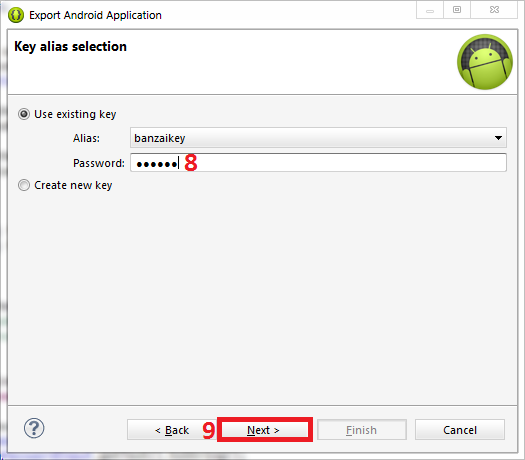 Export Android Application
Key alias selection
Use existing key
Alias: banzaikey
Password: ●●●●●● 8
Create new key
? < Back 9 Next > Finish Cancel